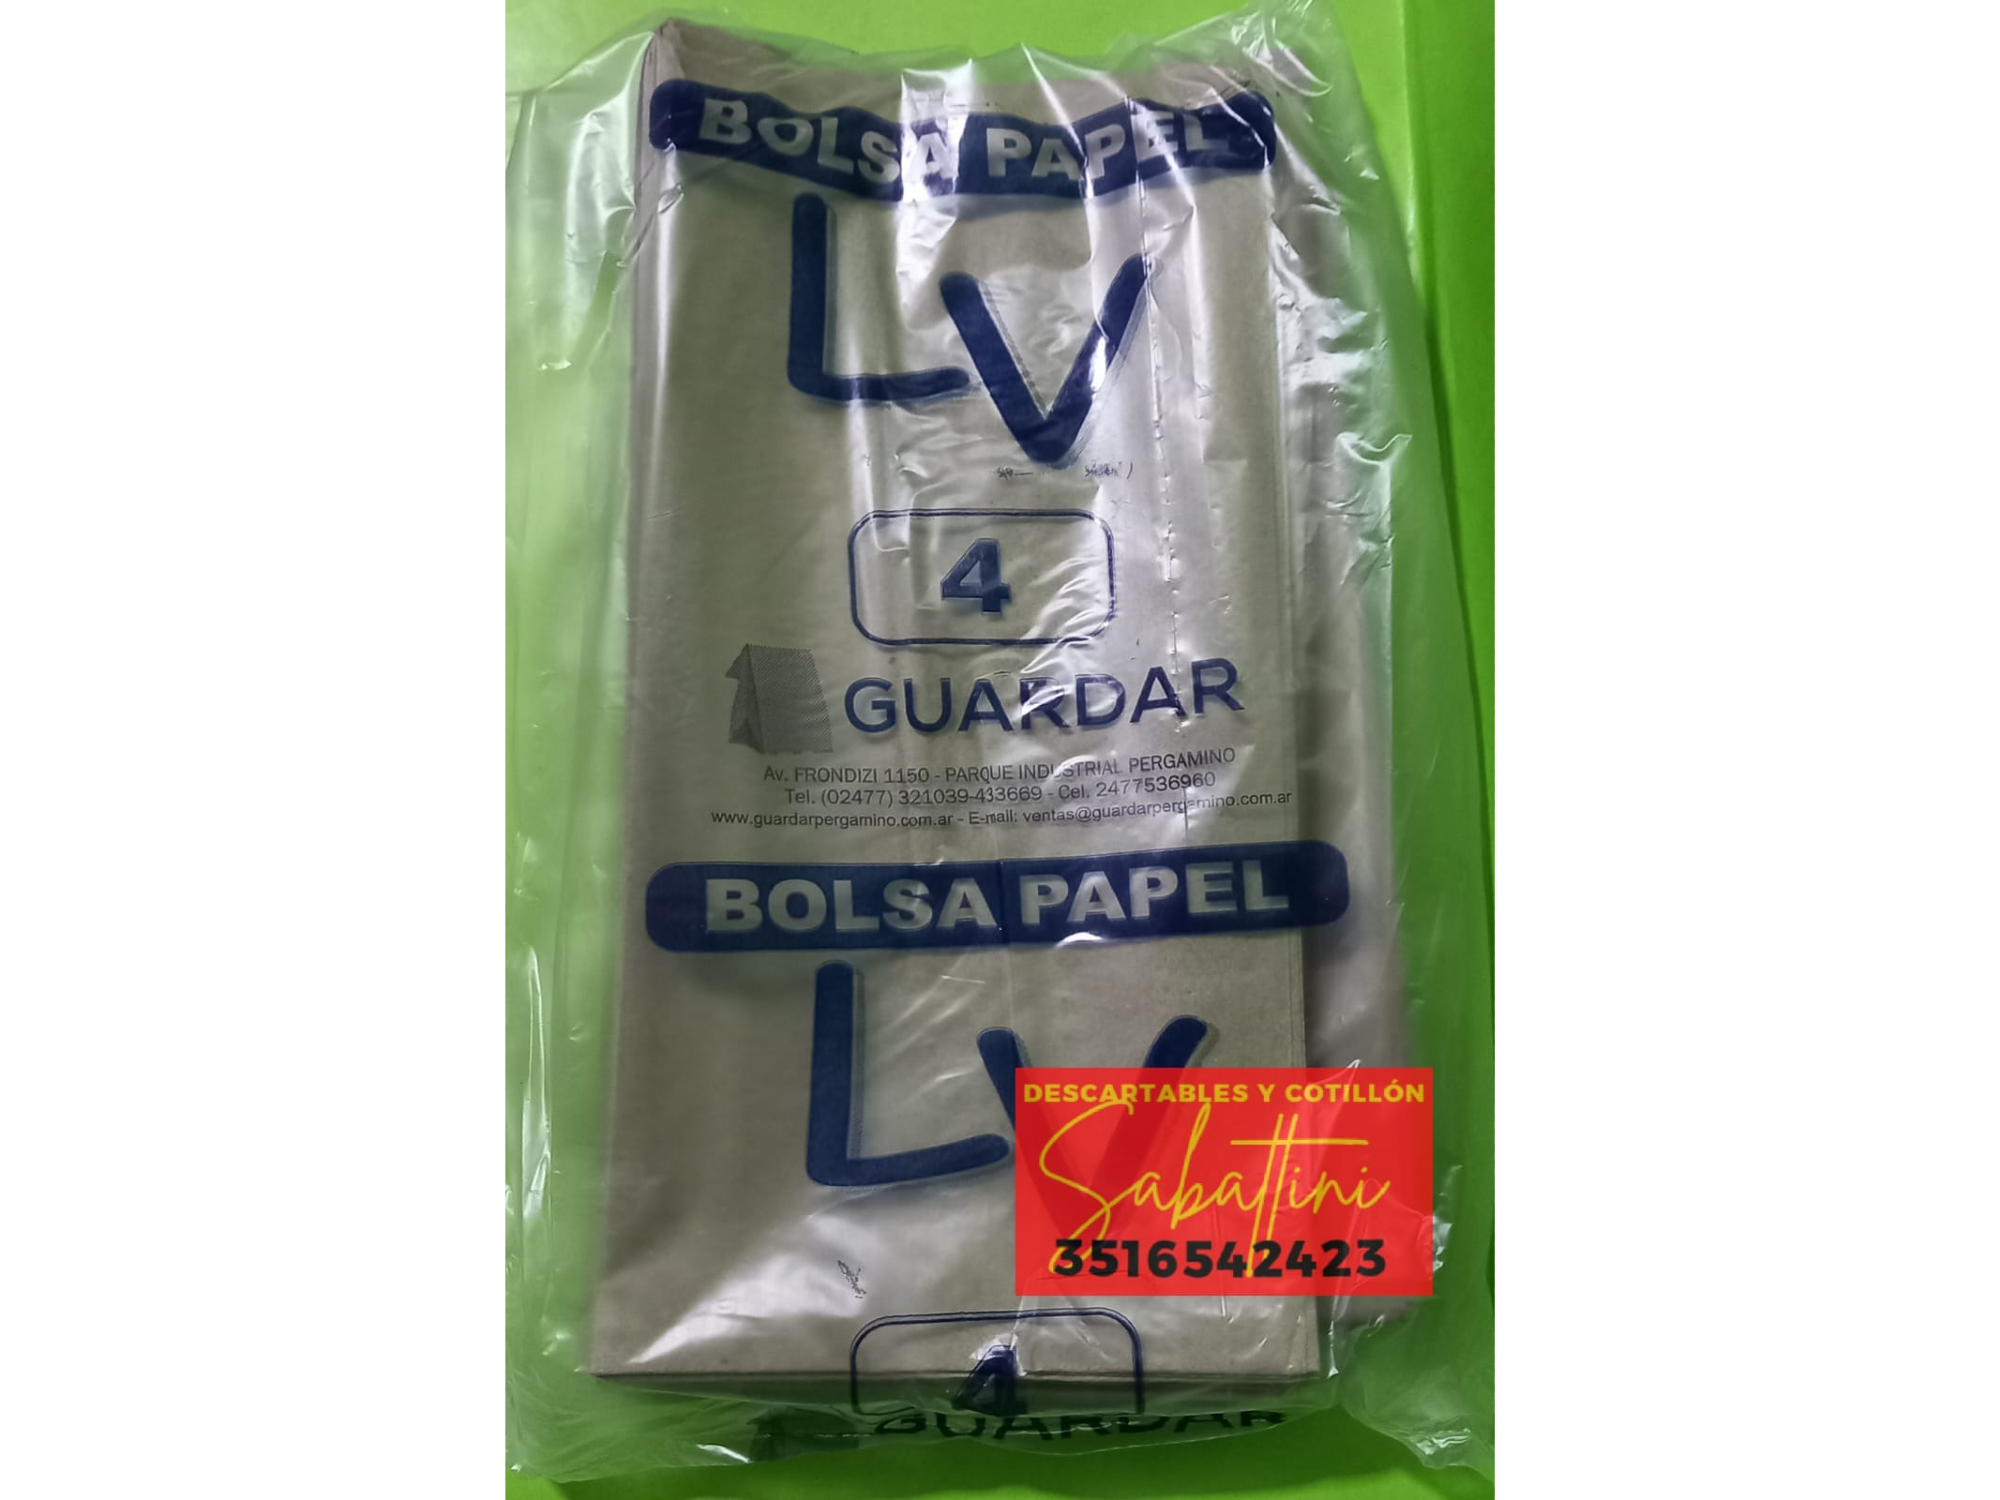 BOLSA PAPEL
LV
4
GUARDAR
Av. FRONDIZI 1150 - PARQUE INDUSTRIAL PERGAMINO
Tel. (02477) 321039-433669 - Cel. 2477536960
www.guardarpergamino.com.ar - E-mail: ventas@guardarpergamino.com.ar
BOLSA PAPEL
LV
DESCARTABLES Y COTILLÓN
Sabattini
3516542423
4
GUARDAR